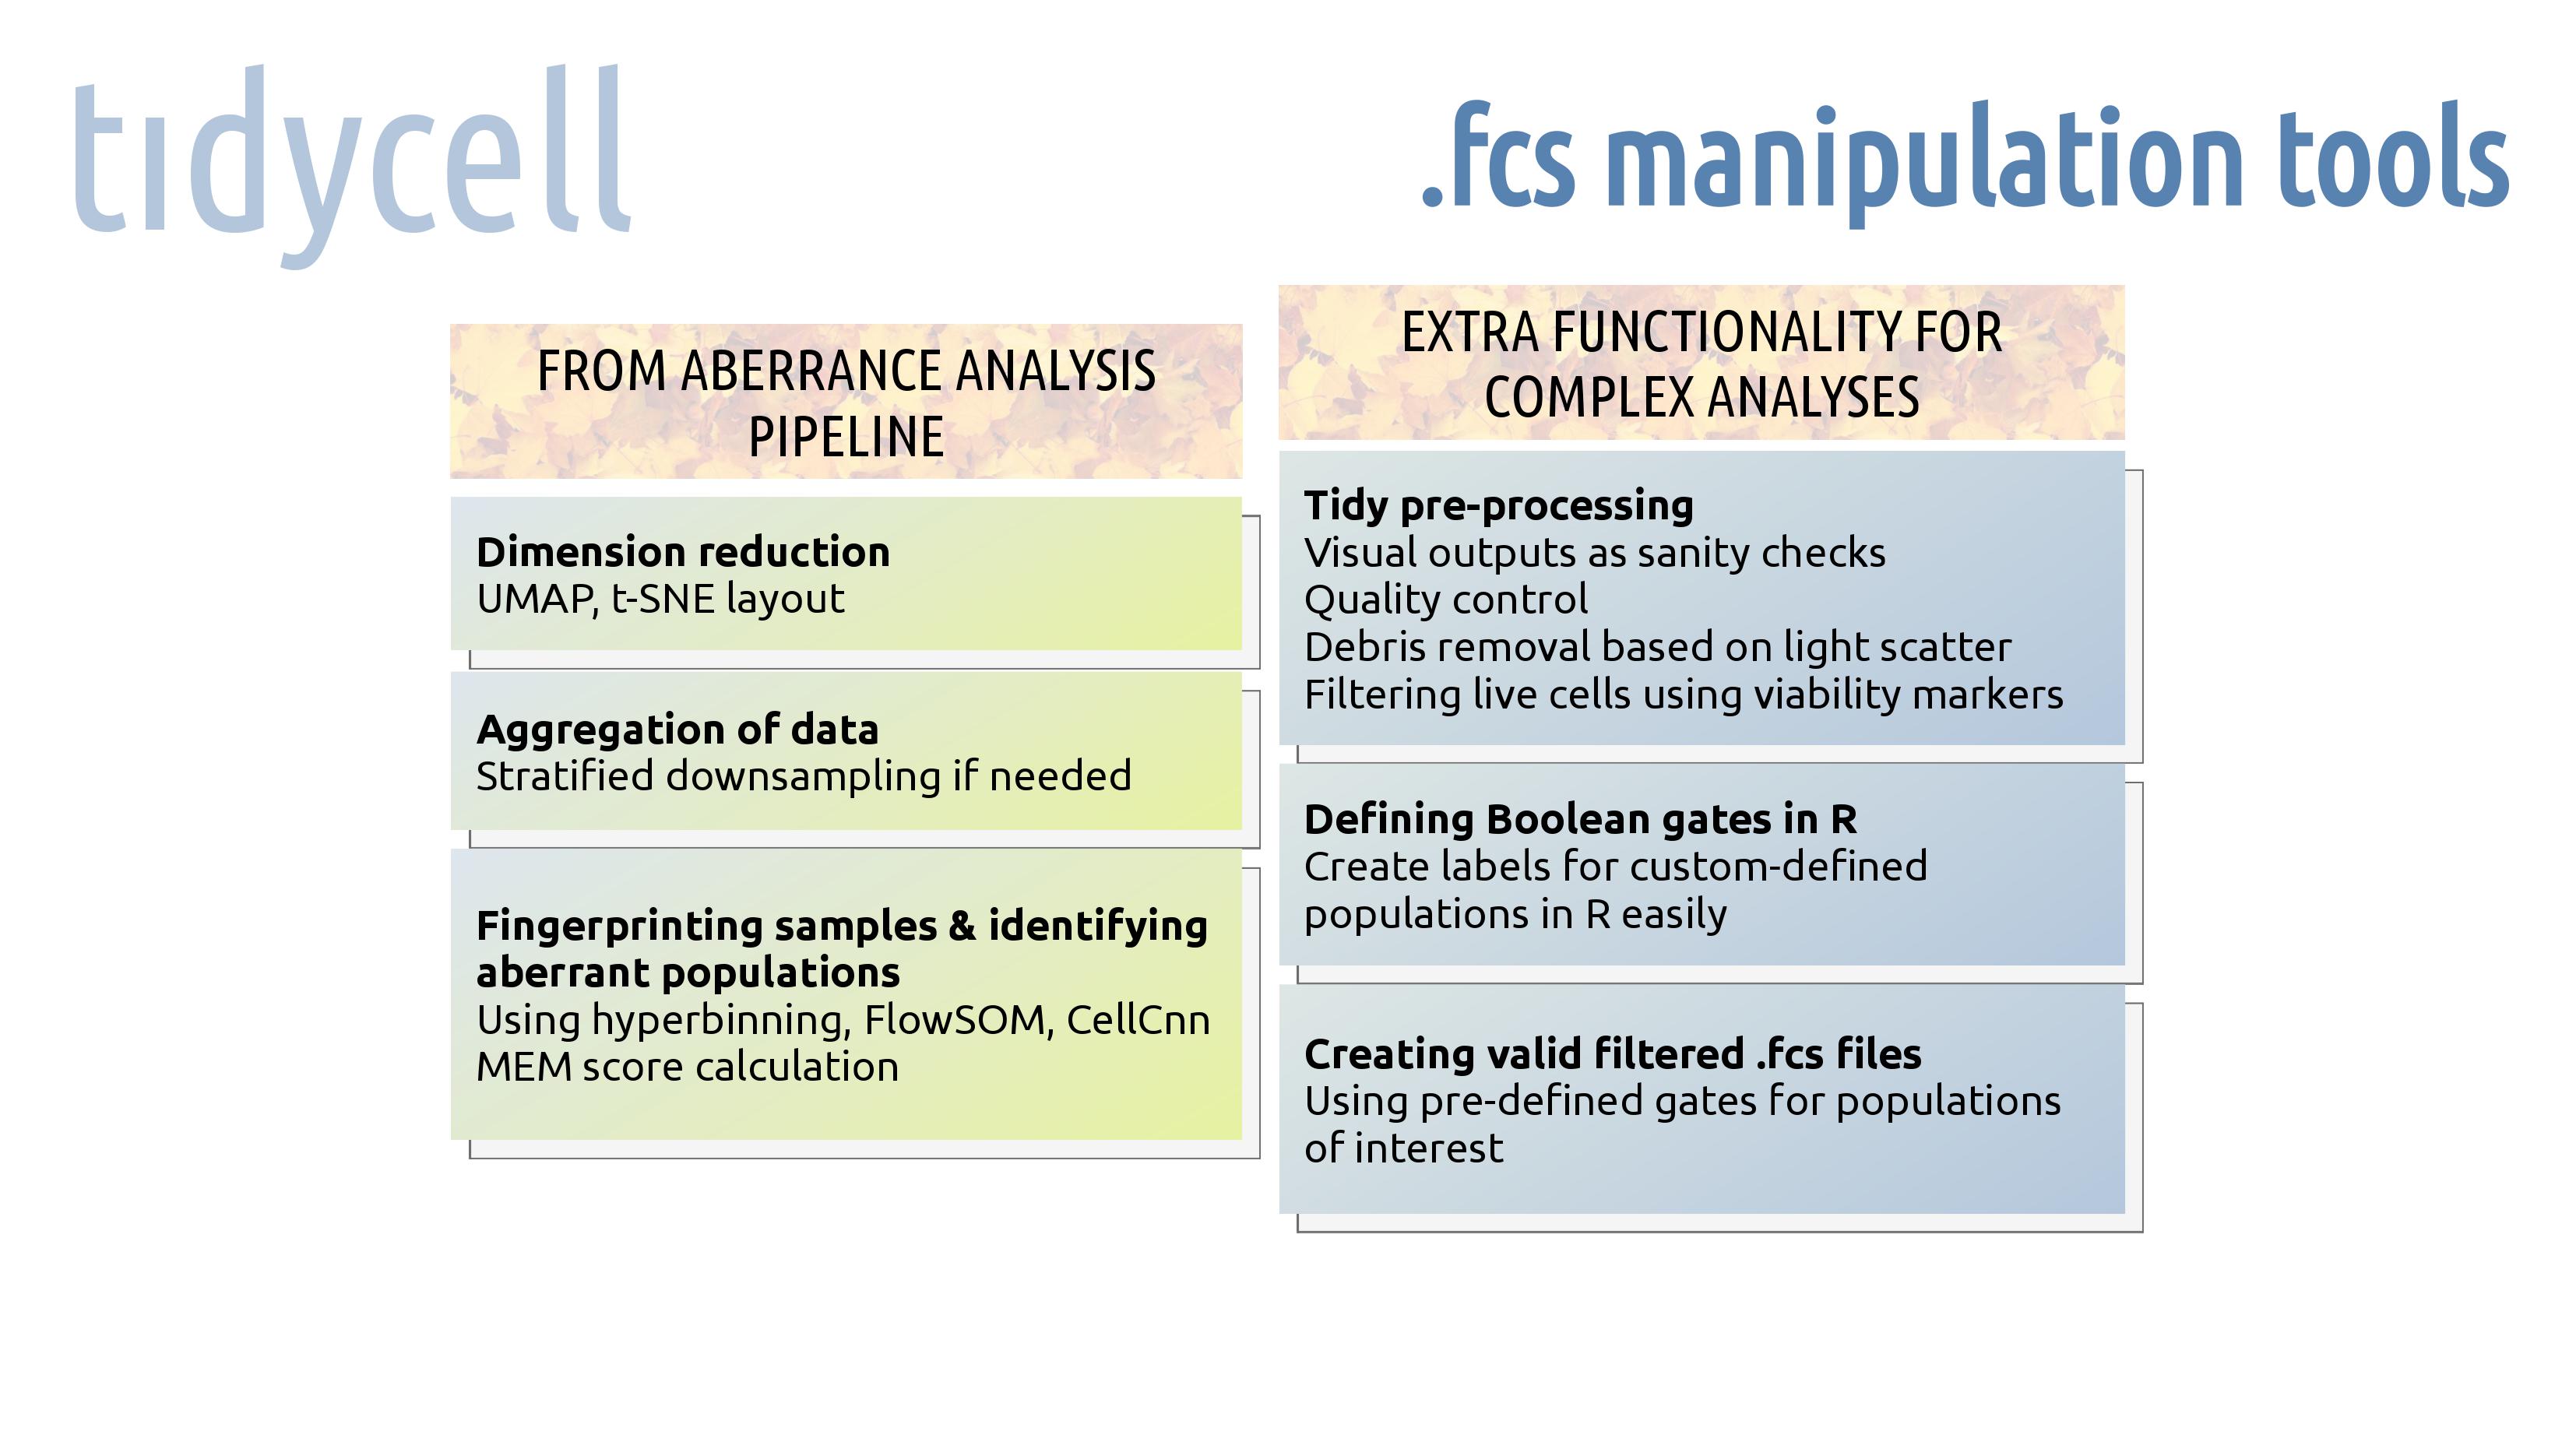 tıdycell
.fcs manipulation tools
FROM ABERRANCE ANALYSIS
PIPELINE
Dimension reduction
UMAP, t-SNE layout
Aggregation of data
Stratified downsampling if needed
Fingerprinting samples & identifying
aberrant populations
Using hyperbinning, FlowSOM, CellCnn
MEM score calculation
EXTRA FUNCTIONALITY FOR
COMPLEX ANALYSES
Tidy pre-processing
Visual outputs as sanity checks
Quality control
Debris removal based on light scatter
Filtering live cells using viability markers
Defining Boolean gates in R
Create labels for custom-defined
populations in R easily
Creating valid filtered .fcs files
Using pre-defined gates for populations
of interest